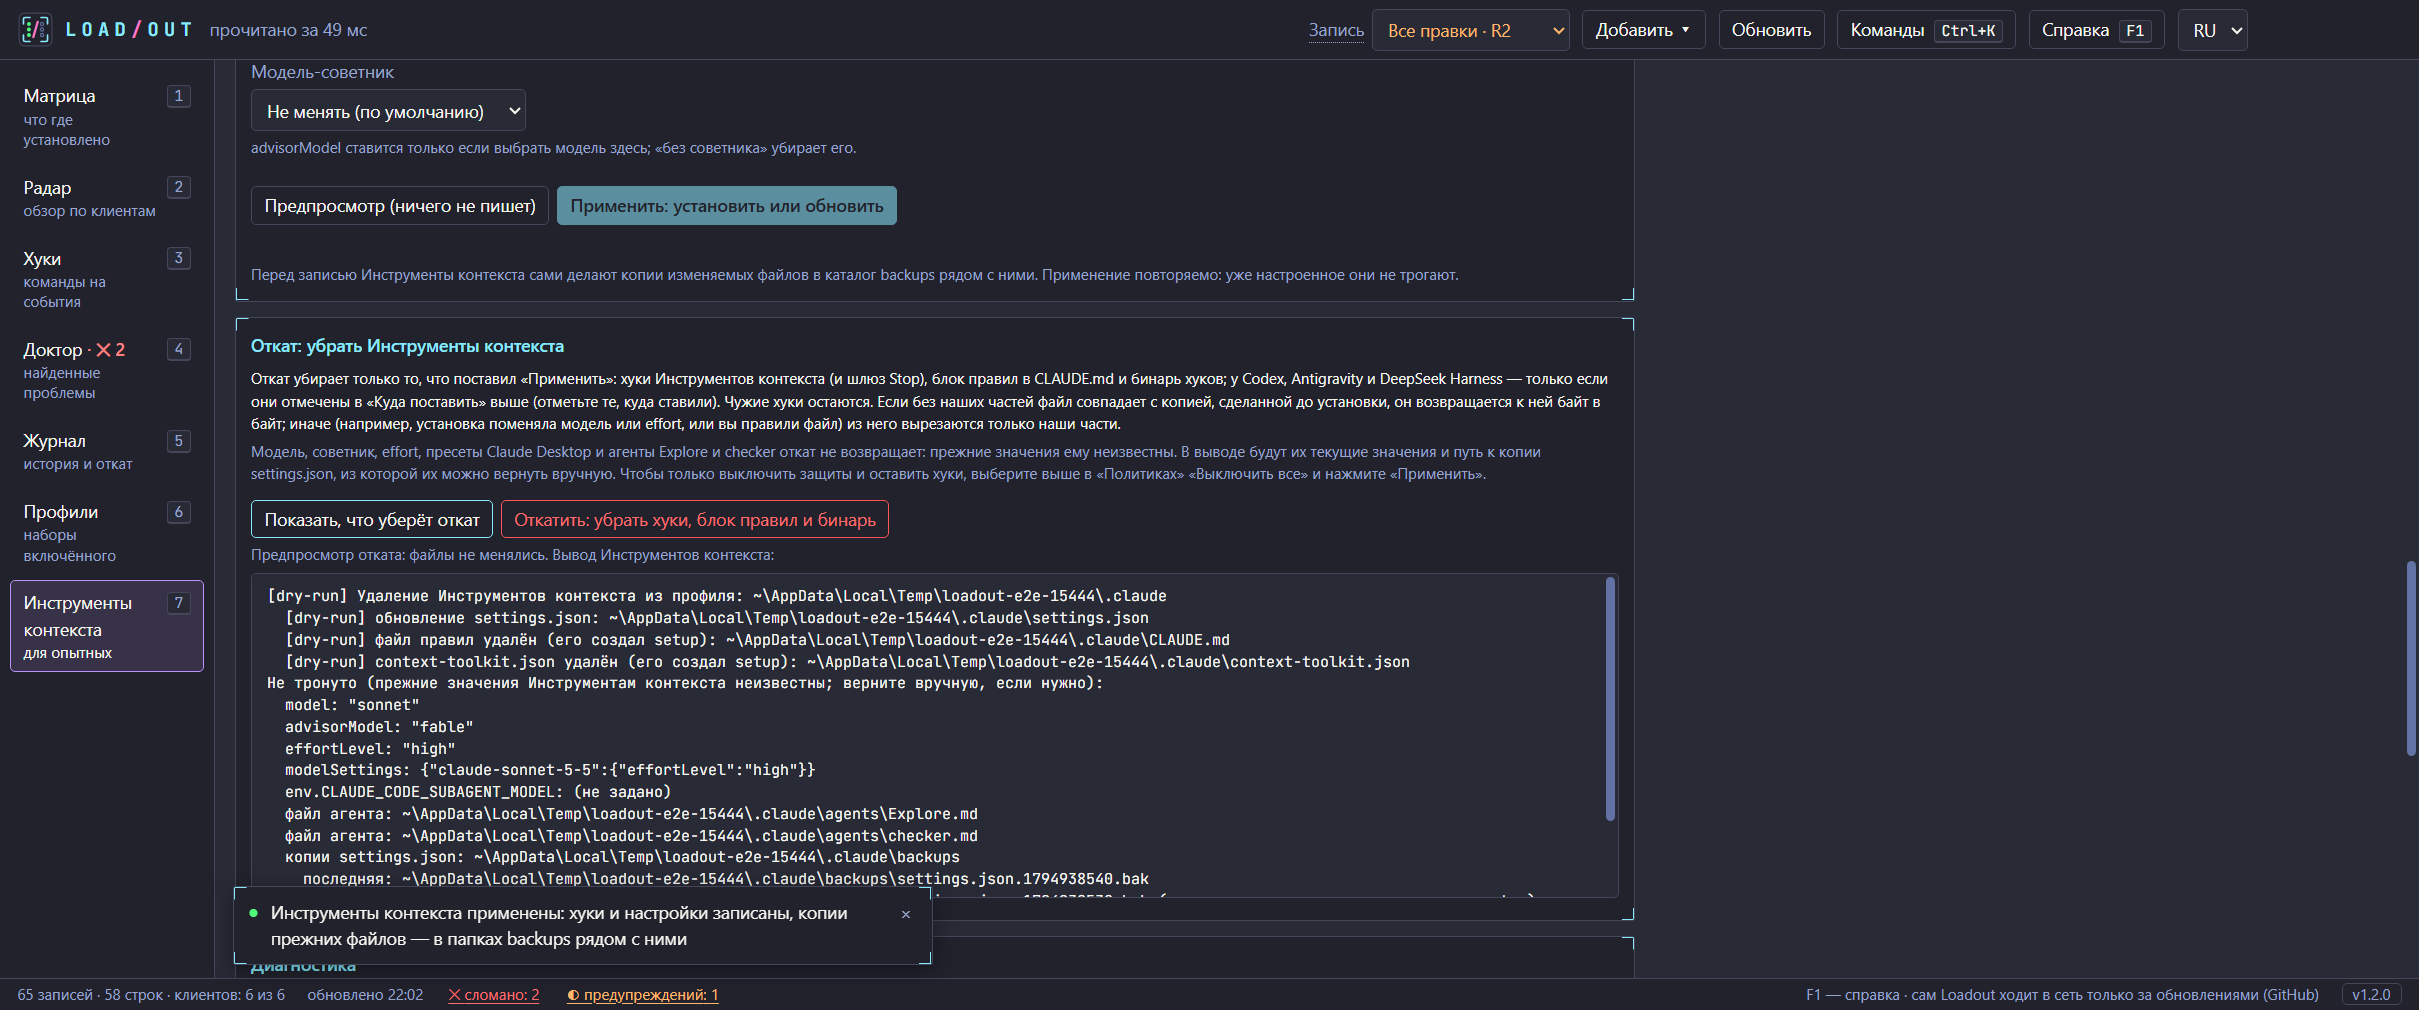 LOAD/OUT прочитано за 49 мс
Запись Все правки · R2 Добавить Обновить Команды Ctrl+K Справка F1 RU
Матрица 1
что где
установлено
Радар 2
обзор по клиентам
Хуки 3
команды на
события
Доктор · ✕ 2 4
найденные
проблемы
Журнал 5
история и откат
Профили 6
наборы
включённого
Инструменты 7
контекста
для опытных
Модель-советник
Не менять (по умолчанию)
advisorModel ставится только если выбрать модель здесь; «без советника» убирает его.
Предпросмотр (ничего не пишет) Применить: установить или обновить
Перед записью Инструменты контекста сами делают копии изменяемых файлов в каталог backups рядом с ними. Применение повторяемо: уже настроенное они не трогают.
Откат: убрать Инструменты контекста
Откат убирает только то, что поставил «Применить»: хуки Инструментов контекста (и шлюз Stop), блок правил в CLAUDE.md и бинарь хуков; у Codex, Antigravity и DeepSeek Harness — только если
они отмечены в «Куда поставить» выше (отметьте те, куда ставили). Чужие хуки остаются. Если без наших частей файл совпадает с копией, сделанной до установки, он возвращается к ней байт в
байт; иначе (например, установка поменяла модель или effort, или вы правили файл) из него вырезаются только наши части.
Модель, советник, effort, пресеты Claude Desktop и агенты Explore и checker откат не возвращает: прежние значения ему неизвестны. В выводе будут их текущие значения и путь к копии
settings.json, из которой их можно вернуть вручную. Чтобы только выключить защиты и оставить хуки, выберите выше в «Политиках» «Выключить все» и нажмите «Применить».
Показать, что уберёт откат Откатить: убрать хуки, блок правил и бинарь
Предпросмотр отката: файлы не менялись. Вывод Инструментов контекста:
[dry-run] Удаление Инструментов контекста из профиля: ~\AppData\Local\Temp\loadout-e2e-15444\.claude
[dry-run] обновление settings.json: ~\AppData\Local\Temp\loadout-e2e-15444\.claude\settings.json
[dry-run] файл правил удалён (его создал setup): ~\AppData\Local\Temp\loadout-e2e-15444\.claude\CLAUDE.md
[dry-run] context-toolkit.json удалён (его создал setup): ~\AppData\Local\Temp\loadout-e2e-15444\.claude\context-toolkit.json
Не тронуто (прежние значения Инструментам контекста неизвестны; верните вручную, если нужно):
model: "sonnet"
advisorModel: "fable"
effortLevel: "high"
modelSettings: {"claude-sonnet-5-5":{"effortLevel":"high"}}
env.CLAUDE_CODE_SUBAGENT_MODEL: (не задано)
файл агента: ~\AppData\Local\Temp\loadout-e2e-15444\.claude\agents\Explore.md
файл агента: ~\AppData\Local\Temp\loadout-e2e-15444\.claude\agents\checker.md
копии settings.json: ~\AppData\Local\Temp\loadout-e2e-15444\.claude\backups
последняя: ~\AppData\Local\Temp\loadout-e2e-15444\.claude\backups\settings.json.1794938540.bak
Инструменты контекста применены: хуки и настройки записаны, копии
прежних файлов — в папках backups рядом с ними
Диагностика
65 записей · 58 строк · клиентов: 6 из 6 обновлено 22:02 ✕ сломано: 2 ◐ предупреждений: 1 F1 — справка · сам Loadout ходит в сеть только за обновлениями (GitHub) v1.2.0